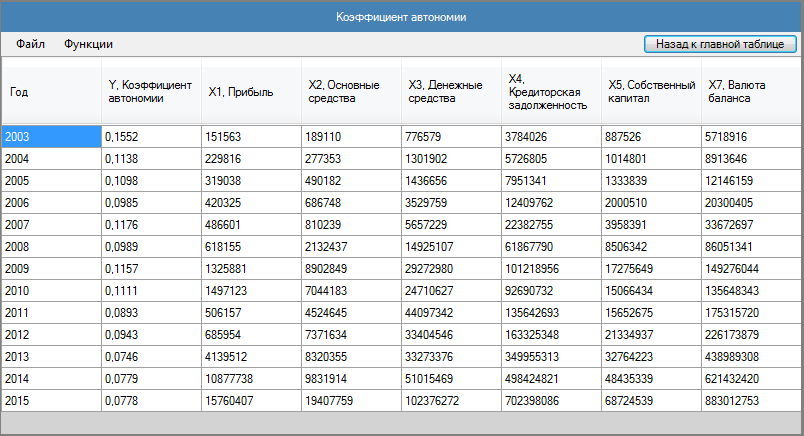 Коэффициент автономии
Файл Функции Назад к главной таблице
Год Y, Коэффициент автономии X1, Прибыль X2, Основные средства X3, Денежные средства X4, Кредиторская задолженность X5, Собственный капитал X7, Валюта баланса
2003 0,1552 151563 189110 776579 3784026 887526 5718916
2004 0,1138 229816 277353 1301902 5726805 1014801 8913646
2005 0,1098 319038 490182 1436656 7951341 1333839 12146159
2006 0,0985 420325 686748 3529759 12409762 2000510 20300405
2007 0,1176 486601 810239 5657229 22382755 3958391 33672697
2008 0,0989 618155 2132437 14925107 61867790 8506342 86051341
2009 0,1157 1325881 8902849 29272980 101218956 17275649 149276044
2010 0,1111 1497123 7044183 24710627 92690732 15066434 135648343
2011 0,0893 506157 4524645 44097342 135642693 15652675 175315720
2012 0,0943 685954 7371634 33404546 163325348 21334937 226173879
2013 0,0746 4139512 8320355 33273376 349955313 32764223 438989308
2014 0,0779 10877738 9831914 51015469 498424821 48435339 621432420
2015 0,0778 15760407 19407759 102376272 702398086 68724539 883012753